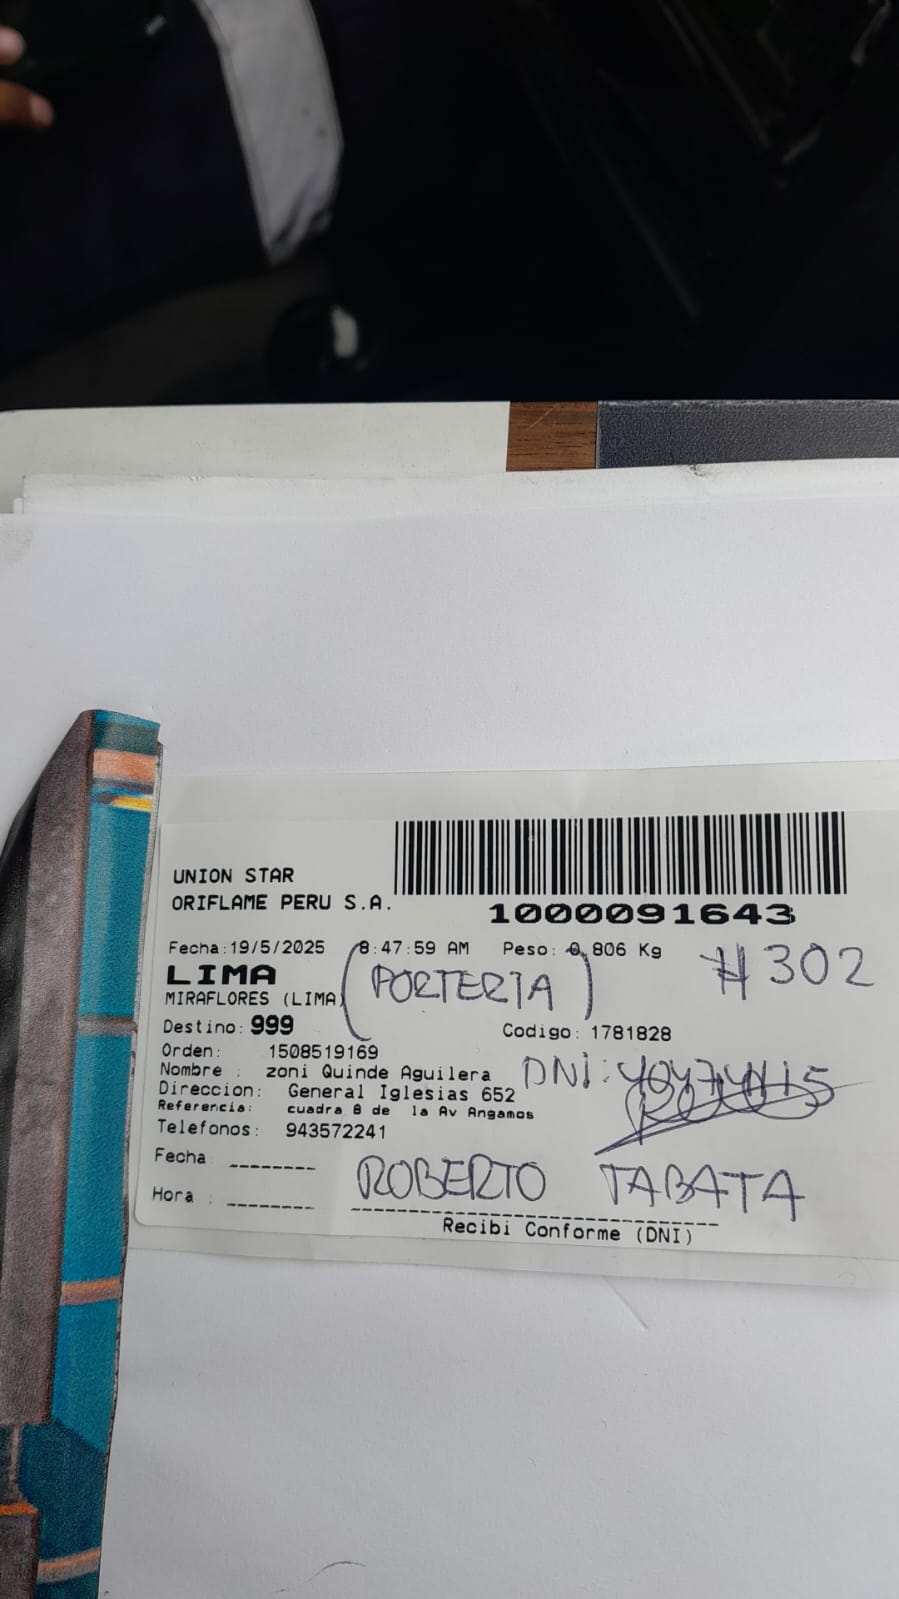 UNION STAR
ORIFLAME PERU S.A.
1000091643
Fecha:19/5/2025 8:47:59 AM Peso: 0,806 Kg
#302
LIMA
(PORTERIA)
MIRAFLORES (LIMA)
Destino: 999 Codigo: 1781828
Orden: 1508519169
Nombre : zoni Quinde Aguilera
DNI:
Direccion: General Iglesias 652
Referencia: cuadra 8 de la Av Angamos
Telefonos: 943572241
Fecha
ROBERTO TABATA
Hora :
Recibi Conforme (DNI)